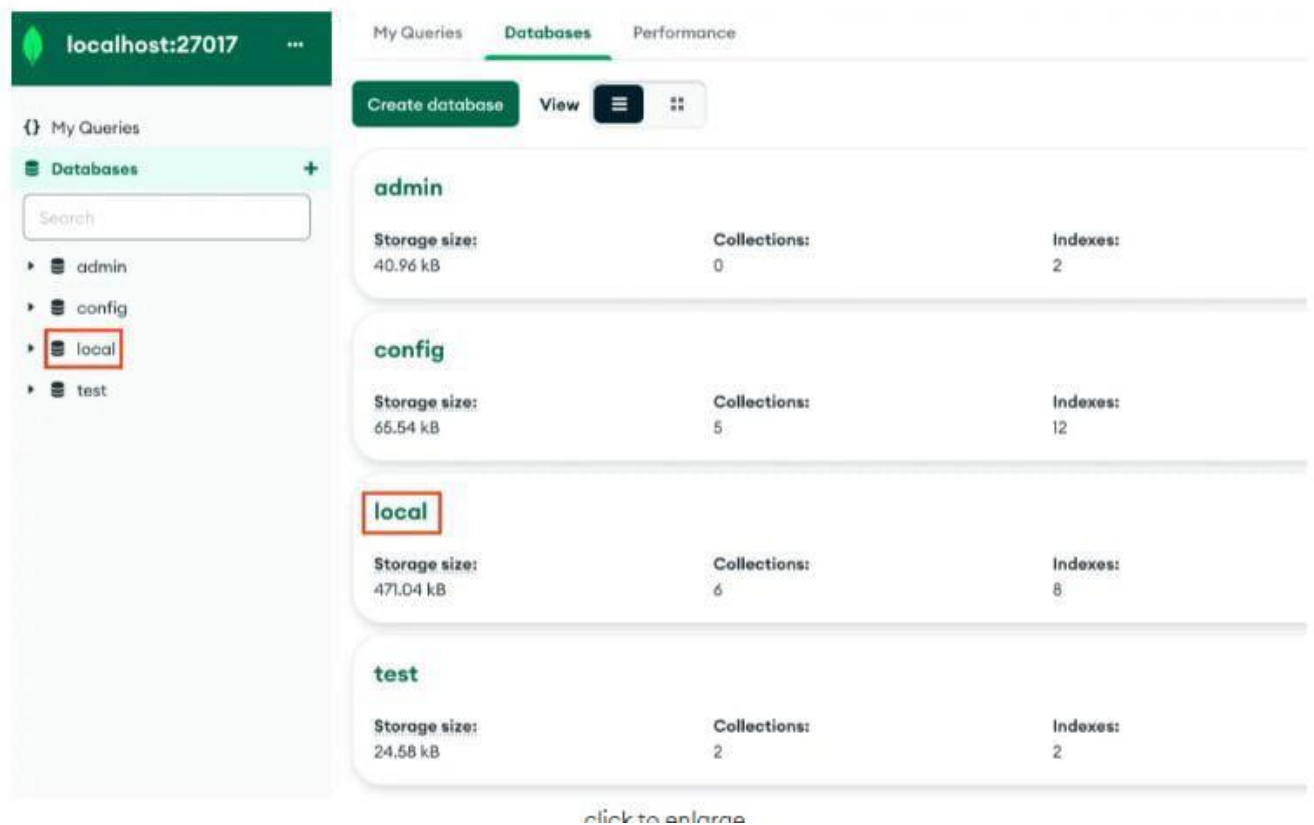 localhost:27017 ...
{} My Queries
Databases +
Search
admin
config
local
test
My Queries Databases Performance
Create database View
admin
Storage size: Collections: Indexes:
40.96 kB 0 2
config
Storage size: Collections: Indexes:
65.54 kB 5 12
local
Storage size: Collections: Indexes:
471.04 kB 6 8
test
Storage size: Collections: Indexes:
24.58 kB 2 2
click to enlarge